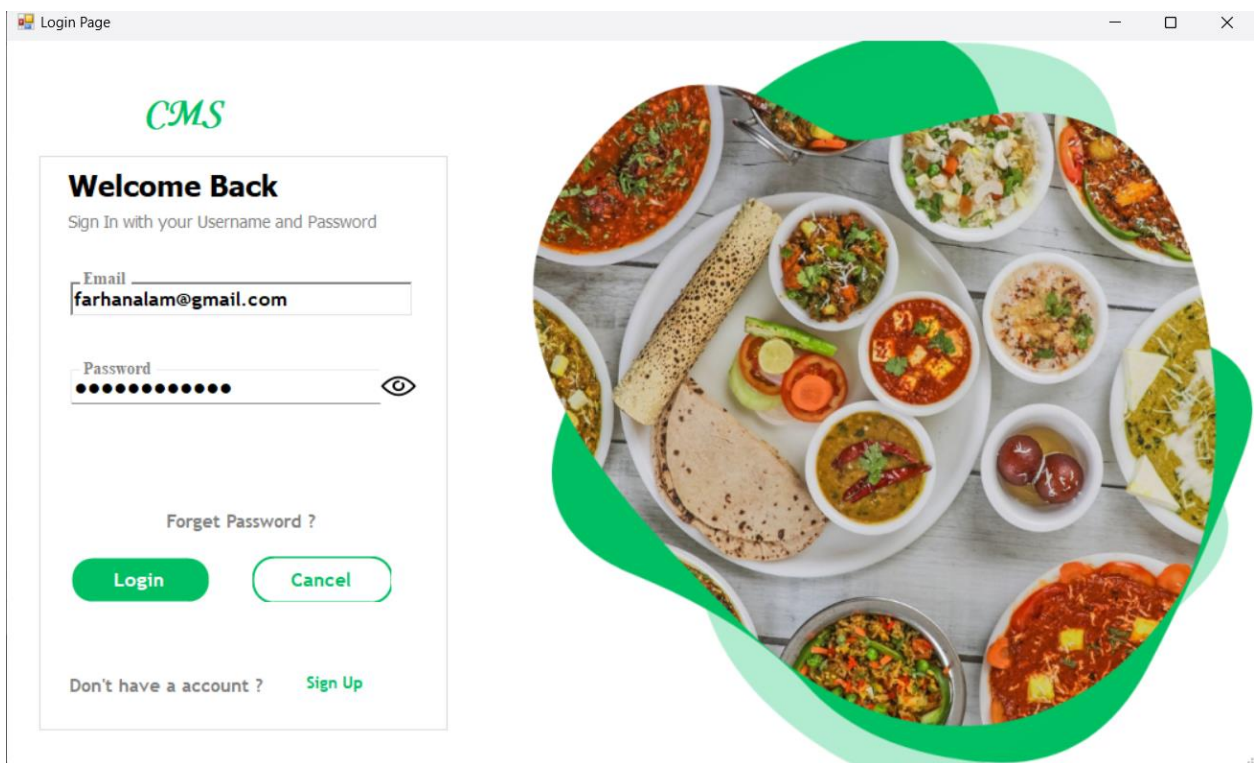 Login Page
CMS
Welcome Back
Sign In with your Username and Password
Email
farhanalam@gmail.com
Password
●●●●●●●●●●●●
Forget Password ?
Login Cancel
Don't have a account ? Sign Up